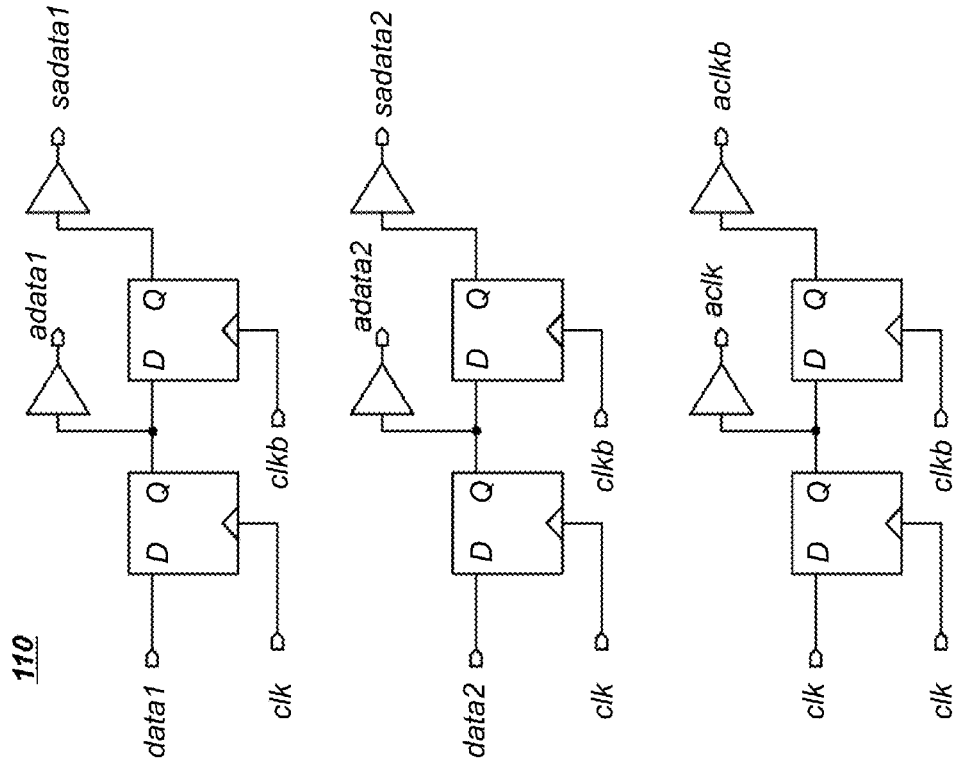 110
adata1
sadata1
D
Q
D
Q
data1
clk
clkb
adata2
sadata2
D
Q
D
Q
data2
clk
clkb
aclk
aclkb
D
Q
D
Q
clk
clk
clkb